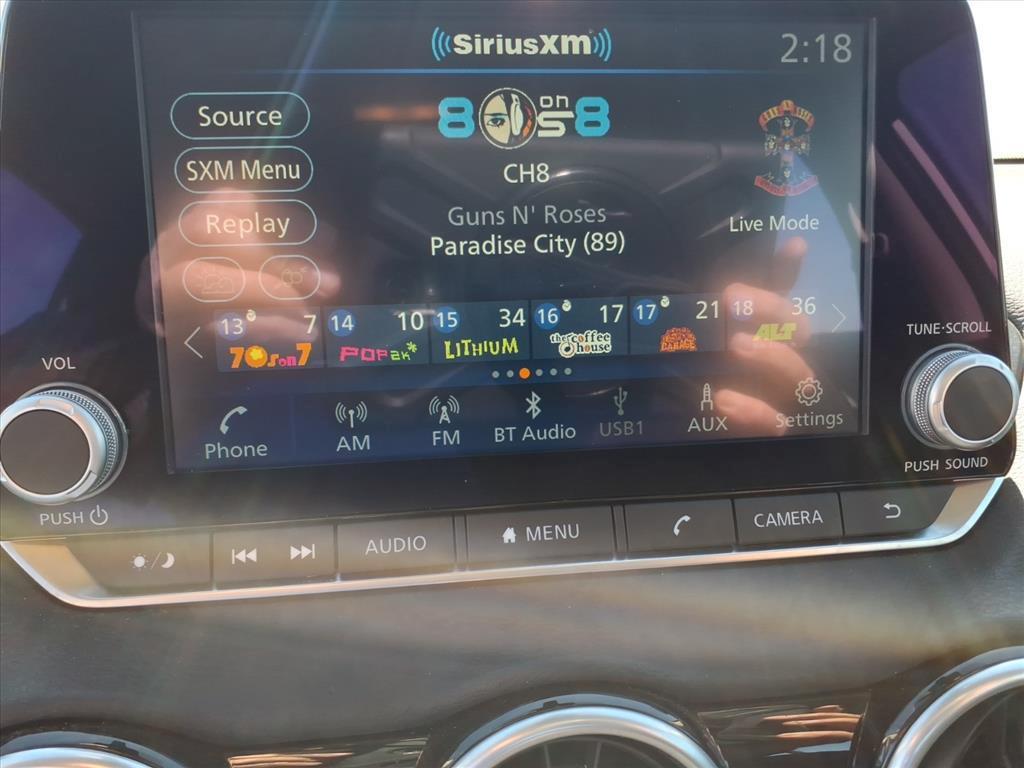 SiriusXM
2:18
Source
80s on 8
SXM Menu
CH8
Replay
Guns N' Roses
Live Mode
Paradise City (89)
13 7 14 10 15 34 16 17 17 21 18 36
70s on 7 POP2K LITHIUM the coffee house GARAGE ALT
Phone AM FM BT Audio USB1 AUX Settings
VOL
TUNE·SCROLL
PUSH
PUSH SOUND
AUDIO MENU CAMERA